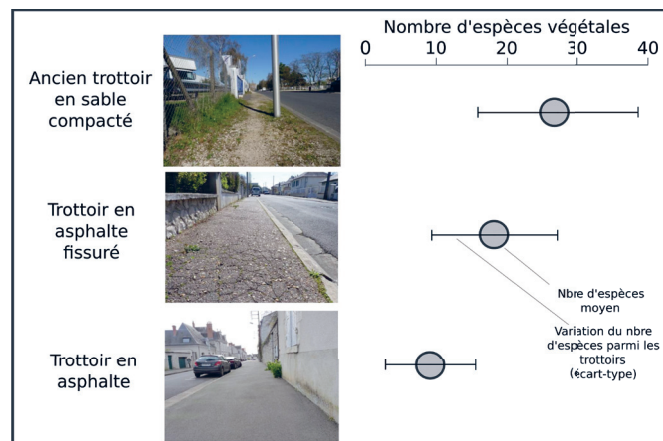 Nombre d'espèces végétales
0 10 20 30 40
Ancien trottoir
en sable
compacté
Trottoir en
asphalte
fissuré
Nbre d'espèces
moyen
Variation du nbre
d'espèces parmi les
trottoirs
(écart-type)
Trottoir en
asphalte